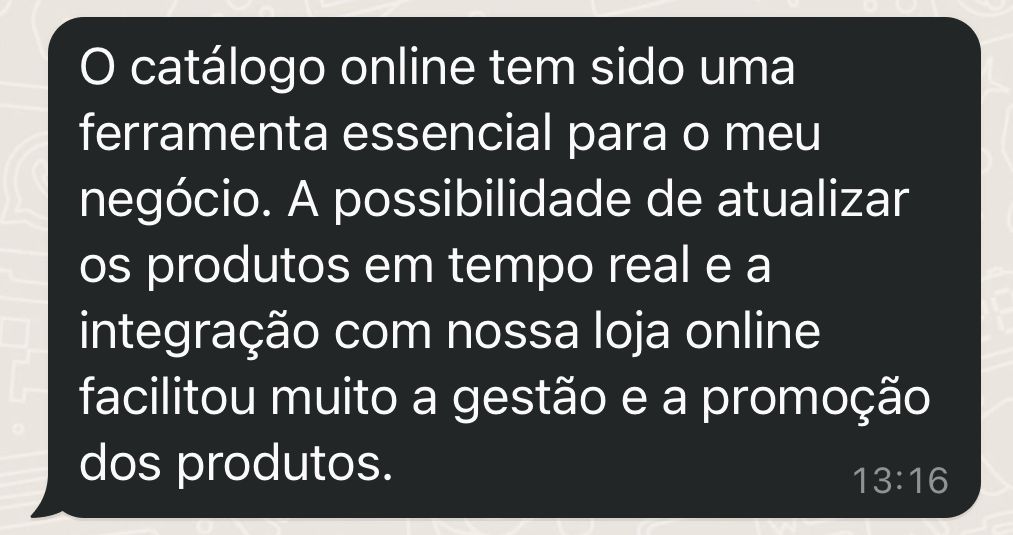 O catálogo online tem sido uma
ferramenta essencial para o meu
negócio. A possibilidade de atualizar
os produtos em tempo real e a
integração com nossa loja online
facilitou muito a gestão e a promoção
dos produtos.
13:16